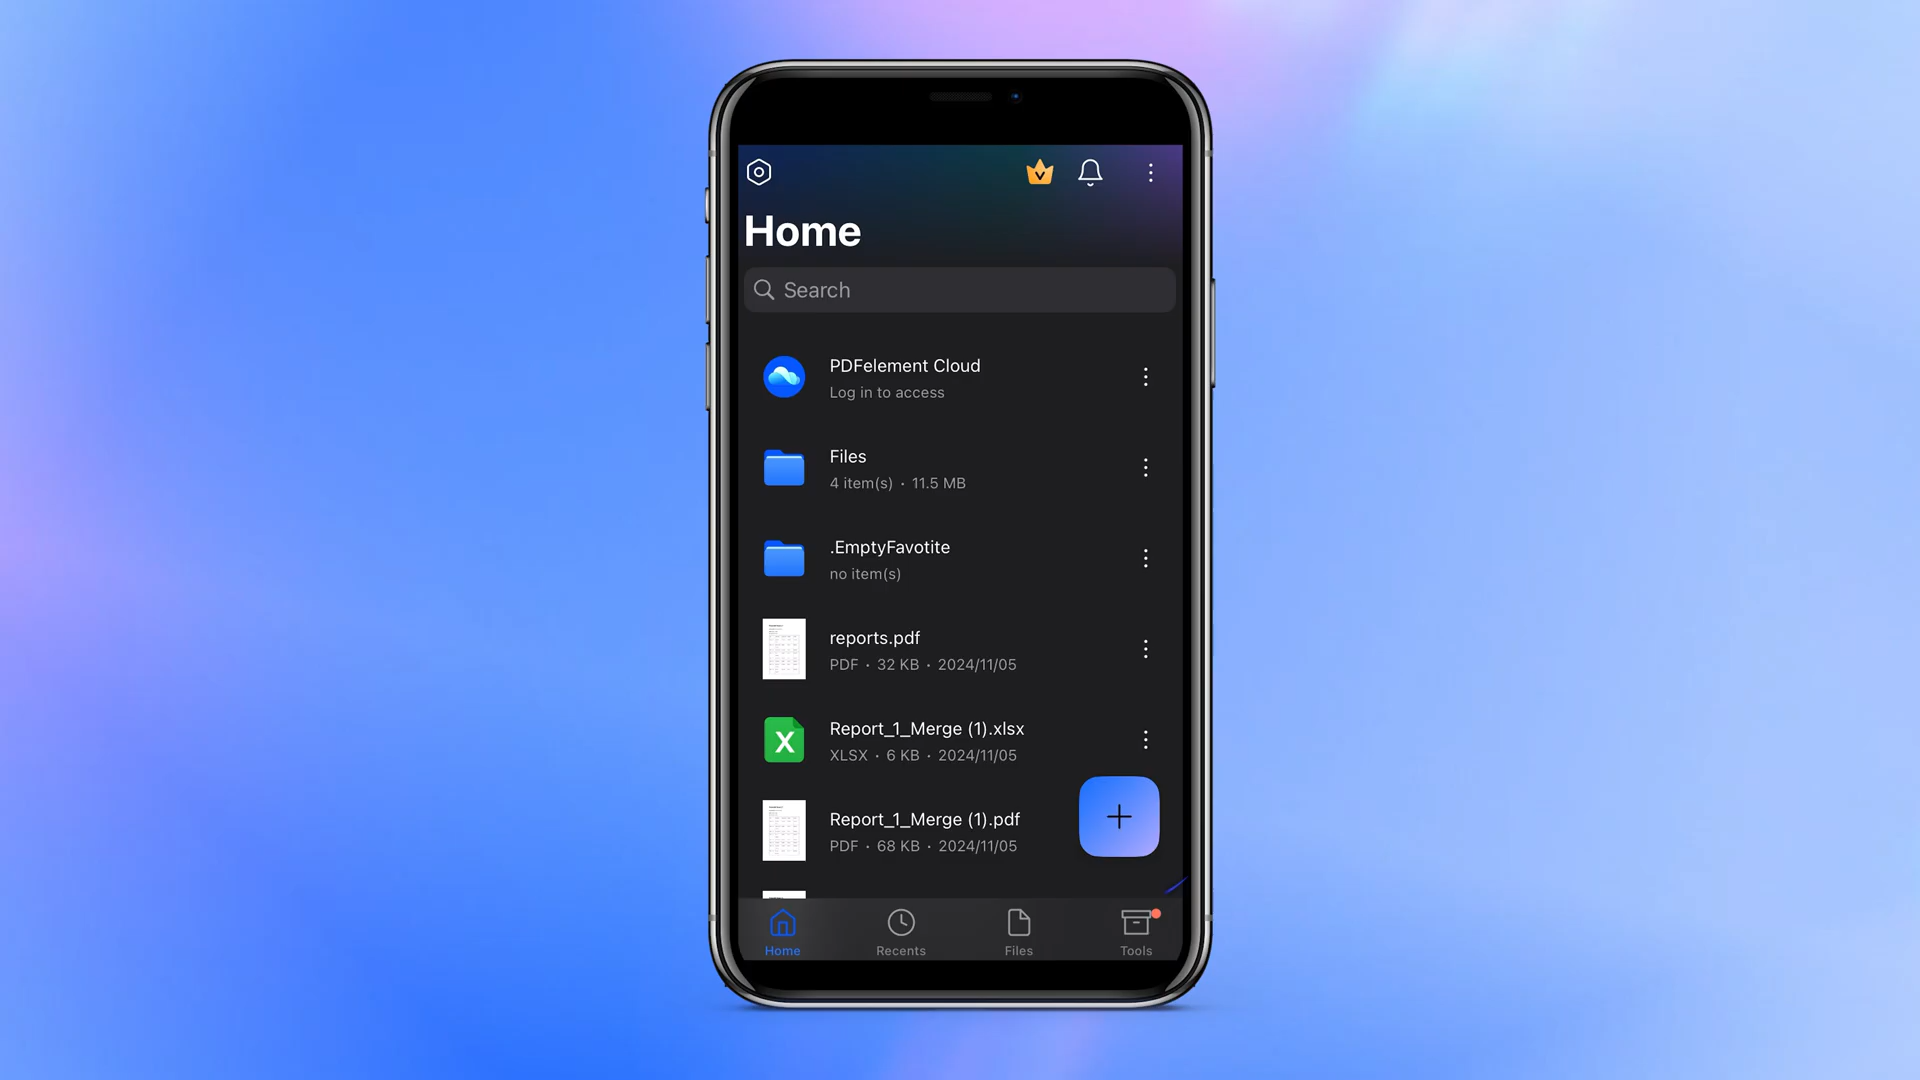 Home
Search
PDFelement Cloud
Log in to access
Files
4 item(s) • 11.5 MB
.EmptyFavotite
no item(s)
reports.pdf
PDF • 32 KB • 2024/11/05
Report_1_Merge (1).xlsx
XLSX • 6 KB • 2024/11/05
Report_1_Merge (1).pdf
PDF • 68 KB • 2024/11/05
Home
Recents
Files
Tools